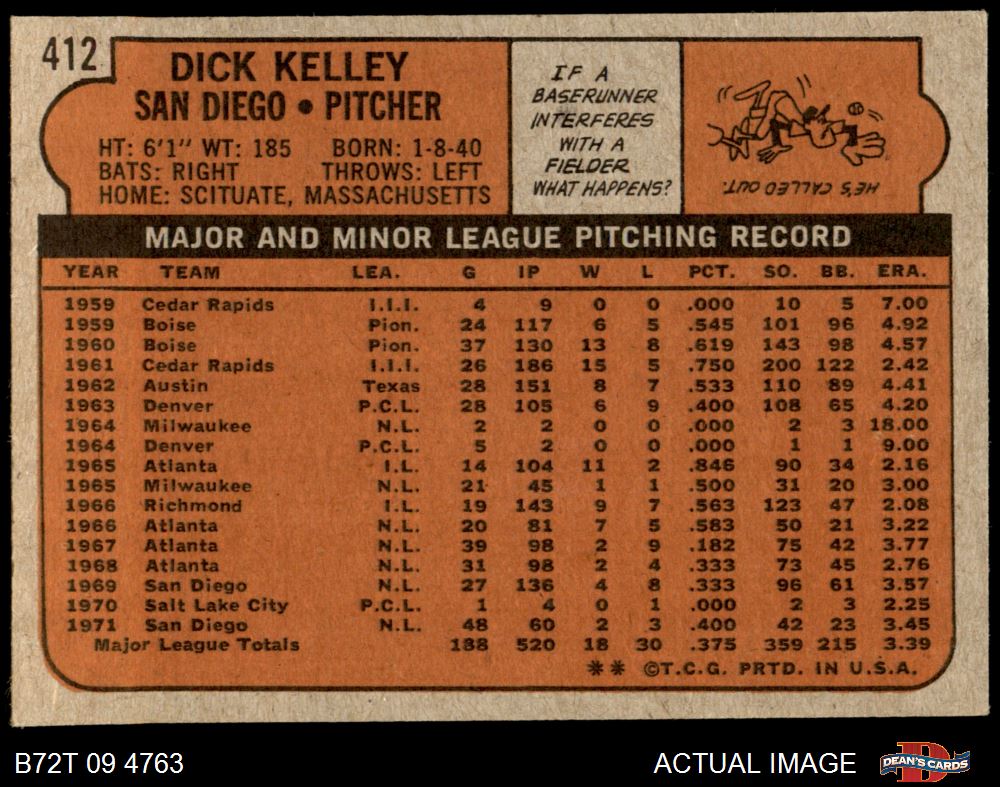 412
DICK KELLEY
SAN DIEGO • PITCHER
HT: 6'1" WT: 185 BORN: 1-8-40
BATS: RIGHT THROWS: LEFT
HOME: SCITUATE, MASSACHUSETTS
IF A
BASERUNNER
INTERFERES
WITH A
FIELDER
WHAT HAPPENS?
HE'S CALLED OUT.
MAJOR AND MINOR LEAGUE PITCHING RECORD
YEAR TEAM LEA. G IP W L PCT. SO. BB. ERA.
1959 Cedar Rapids I.I.I. 4 9 0 0 .000 10 5 7.00
1959 Boise Pion. 24 117 6 5 .545 101 96 4.92
1960 Boise Pion. 37 130 13 8 .619 143 98 4.57
1961 Cedar Rapids I.I.I. 26 186 15 5 .750 200 122 2.42
1962 Austin Texas 28 151 8 7 .533 110 89 4.41
1963 Denver P.C.L. 28 105 6 9 .400 108 65 4.20
1964 Milwaukee N.L. 2 2 0 0 .000 2 3 18.00
1964 Denver P.C.L. 5 2 0 0 .000 1 1 9.00
1965 Atlanta I.L. 14 104 11 2 .846 90 34 2.16
1965 Milwaukee N.L. 21 45 1 1 .500 31 20 3.00
1966 Richmond I.L. 19 143 9 7 .563 123 47 2.08
1966 Atlanta N.L. 20 81 7 5 .583 50 21 3.22
1967 Atlanta N.L. 39 98 2 9 .182 75 42 3.77
1968 Atlanta N.L. 31 98 2 4 .333 73 45 2.76
1969 San Diego N.L. 27 136 4 8 .333 96 61 3.57
1970 Salt Lake City P.C.L. 1 4 0 1 .000 2 3 2.25
1971 San Diego N.L. 48 60 2 3 .400 42 23 3.45
Major League Totals 188 520 18 30 .375 359 215 3.39
** ©T.C.G. PRTD. IN U.S.A.
B72T 09 4763 ACTUAL IMAGE DEAN'S CARDS